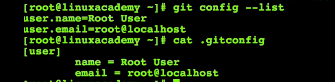 [root@linuxacademy ~]# git config --list
user.name=Root User
user.email=root@localhost
[root@linuxacademy ~]# cat .gitconfig
[user]
        name = Root User
        email = root@localhost